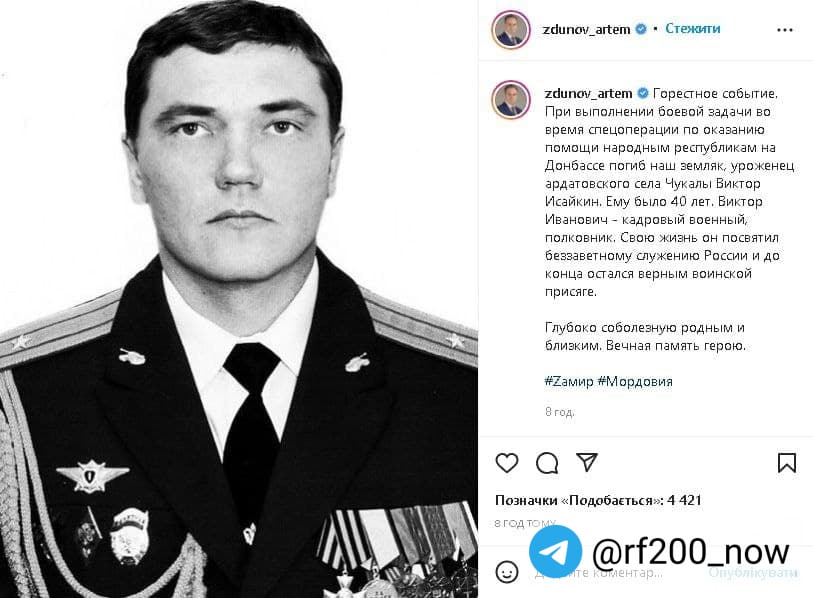 zdunov_artem • Стежити
zdunov_artem Горестное событие.
При выполнении боевой задачи во
время спецоперации по оказанию
помощи народным республикам на
Донбассе погиб наш земляк, уроженец
ардатовского села Чукалы Виктор
Исайкин. Ему было 40 лет. Виктор
Иванович - кадровый военный,
полковник. Свою жизнь он посвятил
беззаветному служению России и до
конца остался верным воинской
присяге.
Глубоко соболезную родным и
близким. Вечная память герою.
#Zамир #Мордовия
8 год.
Позначки «Подобається»: 4 421
8 ГОД ТОМУ
@rf200_now
коментар...
Опублікувати